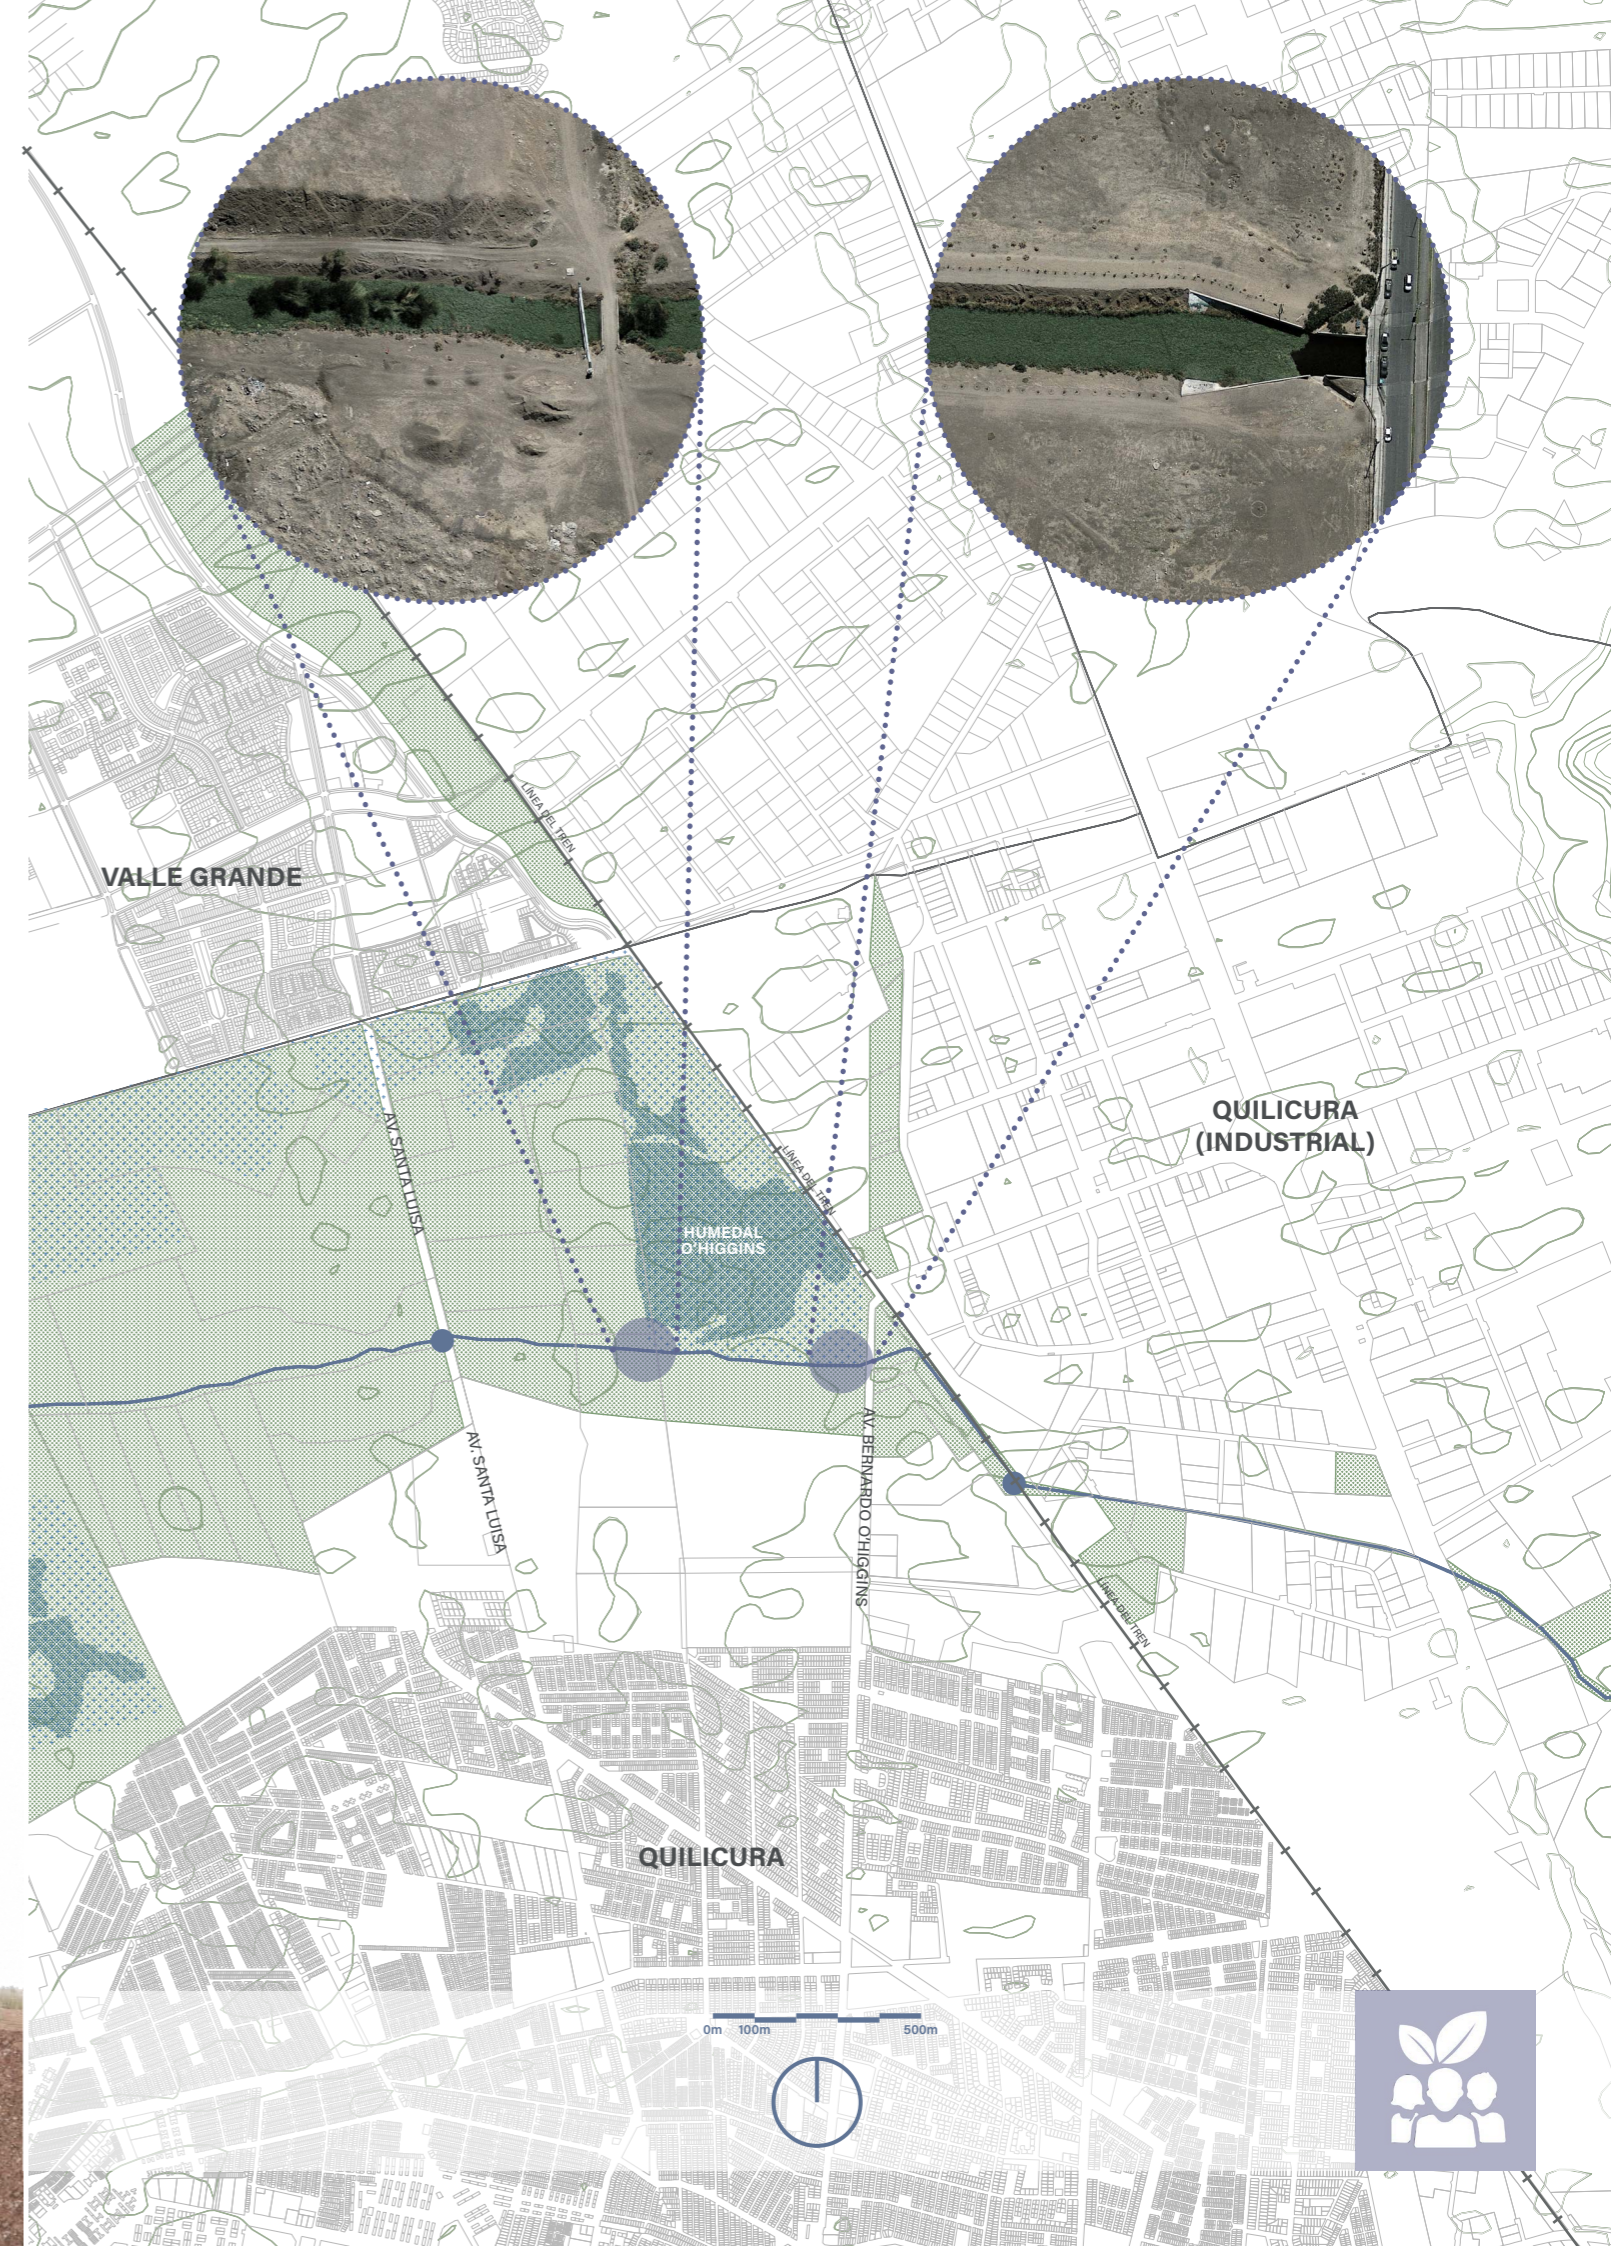 LÍNEA DEL TREN
VALLE GRANDE
AV. SANTA LUISA
QUILICURA
(INDUSTRIAL)
LÍNEA DEL TREN
HUMEDAL
O'HIGGINS
AV. SANTA LUISA
AV. BERNARDO O'HIGGINS
LÍNEA DEL TREN
QUILICURA
0m 100m 500m